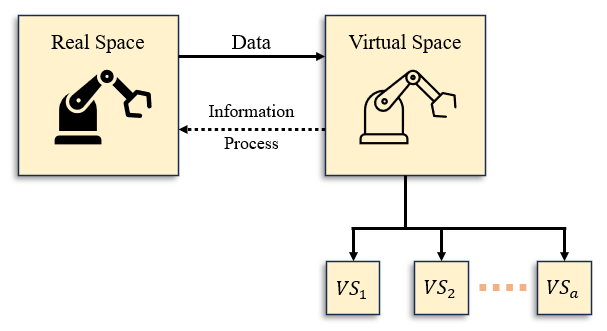 Real Space
Data
Virtual Space
Information
Process
VS₁
VS₂
VSₐ